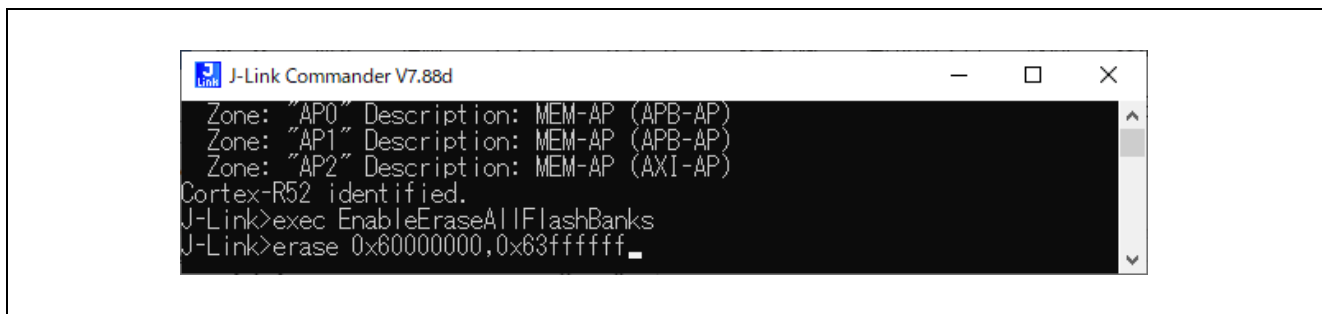 J-Link Commander V7.88d
Zone: "AP0" Description: MEM-AP (APB-AP)
Zone: "AP1" Description: MEM-AP (APB-AP)
Zone: "AP2" Description: MEM-AP (AXI-AP)
Cortex-R52 identified.
J-Link>exec EnableEraseAllFlashBanks
J-Link>erase 0x60000000,0x63ffffff